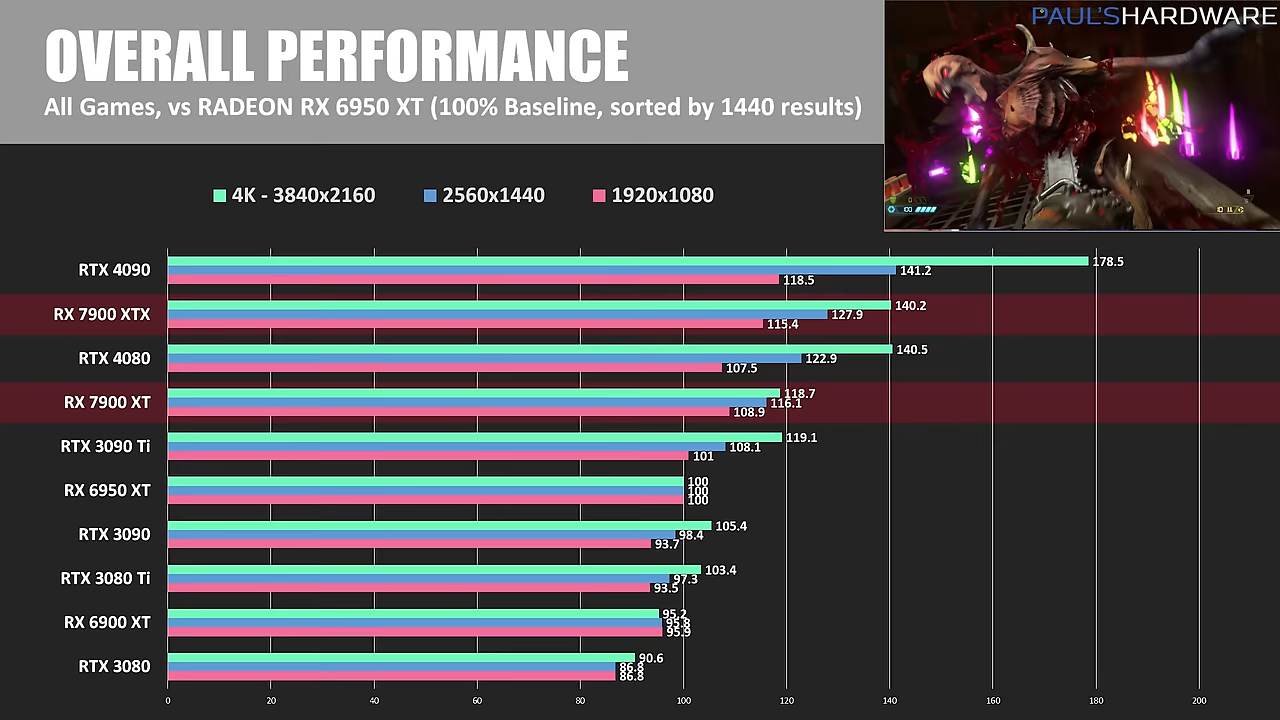 PAUL'SHARDWARE
OVERALL PERFORMANCE
All Games, vs RADEON RX 6950 XT (100% Baseline, sorted by 1440 results)
4K - 3840x2160 2560x1440 1920x1080
RTX 4090
178.5
141.2
118.5
RX 7900 XTX
140.2
127.9
115.4
RTX 4080
140.5
122.9
107.5
RX 7900 XT
118.7
116.1
108.9
RTX 3090 Ti
119.1
108.1
101
RX 6950 XT
100
100
100
RTX 3090
105.4
98.4
93.7
RTX 3080 Ti
103.4
97.3
93.5
RX 6900 XT
95.2
95.8
95.9
RTX 3080
90.6
86.8
86.8
0 20 40 60 80 100 120 140 160 180 200